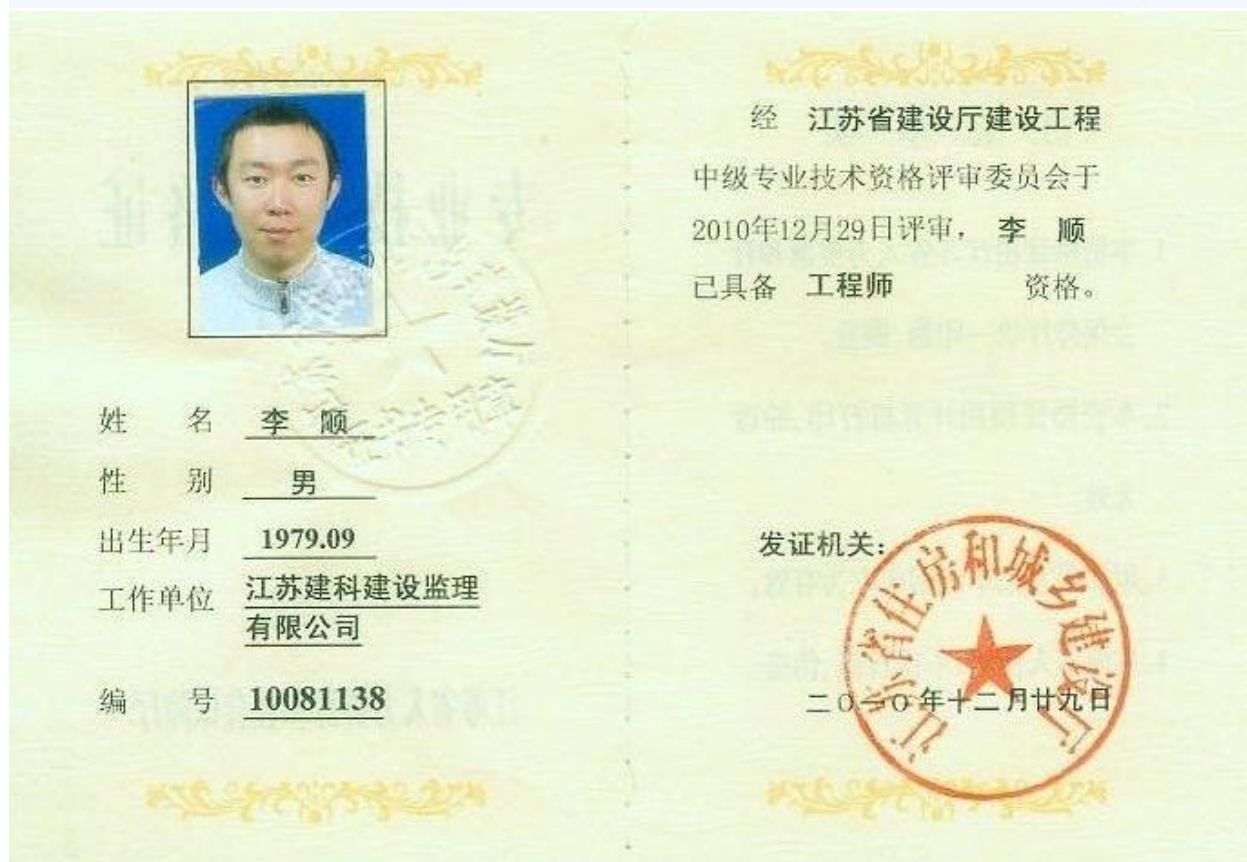 姓 名 李 顺
性 别 男
出生年月 1979.09
工作单位 江苏建科建设监理
有限公司
编 号 10081138
经 江苏省建设厅建设工程
中级专业技术资格评审委员会于
2010年12月29日评审, 李 顺
已具备 工程师 资格。
发证机关:
江苏省住房和城乡建设厅
二〇一〇年十二月廿九日